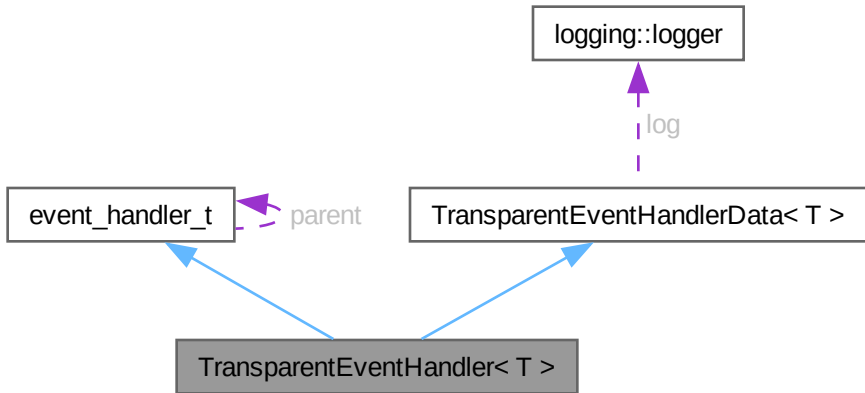 logging::logger
log
event_handler_t
parent
TransparentEventHandlerData< T >
TransparentEventHandler< T >